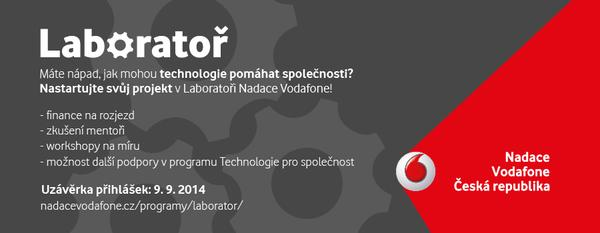 Laboratoř
Máte nápad, jak mohou technologie pomáhat společnosti?
Nastartujte svůj projekt v Laboratoři Nadace Vodafone!
- finance na rozjezd
- zkušení mentoři
- workshopy na míru
- možnost další podpory v programu Technologie pro společnost
Uzávěrka přihlášek: 9. 9. 2014
nadacevodafone.cz/programy/laborator/
Nadace
Vodafone
Česká republika